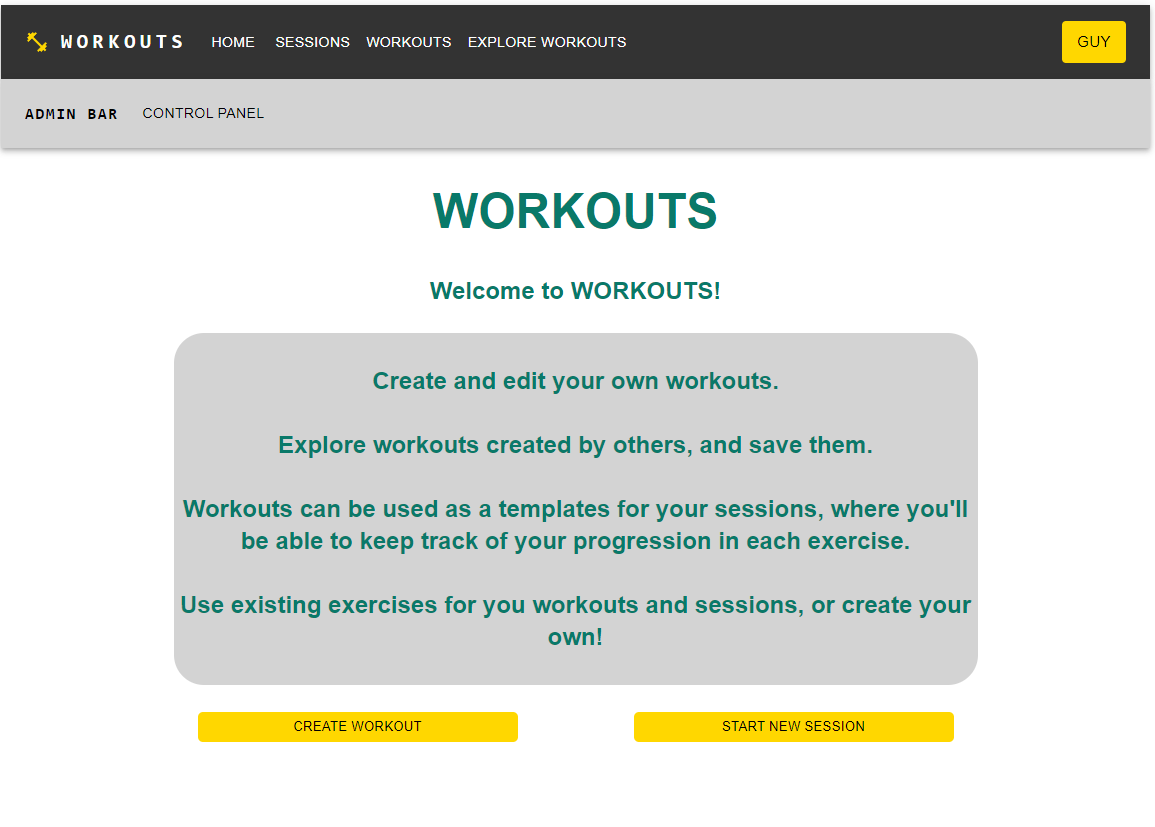 WORKOUTS HOME SESSIONS WORKOUTS EXPLORE WORKOUTS GUY
ADMIN BAR CONTROL PANEL
WORKOUTS
Welcome to WORKOUTS!
Create and edit your own workouts.
Explore workouts created by others, and save them.
Workouts can be used as a templates for your sessions, where you'll
be able to keep track of your progression in each exercise.
Use existing exercises for you workouts and sessions, or create your
own!
CREATE WORKOUT START NEW SESSION